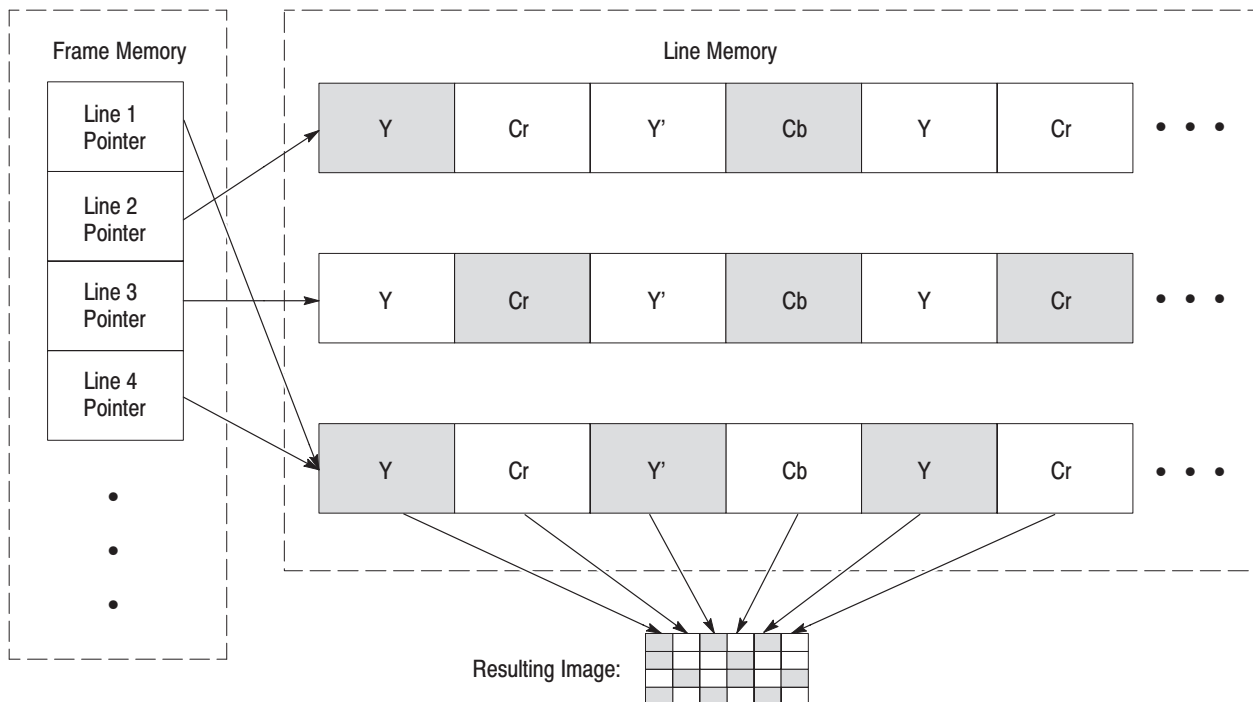 Frame Memory
Line 1
Pointer
Line 2
Pointer
Line 3
Pointer
Line 4
Pointer
Line Memory
Y Cr Y’ Cb Y Cr
Y Cr Y’ Cb Y Cr
Y Cr Y’ Cb Y Cr
Resulting Image: